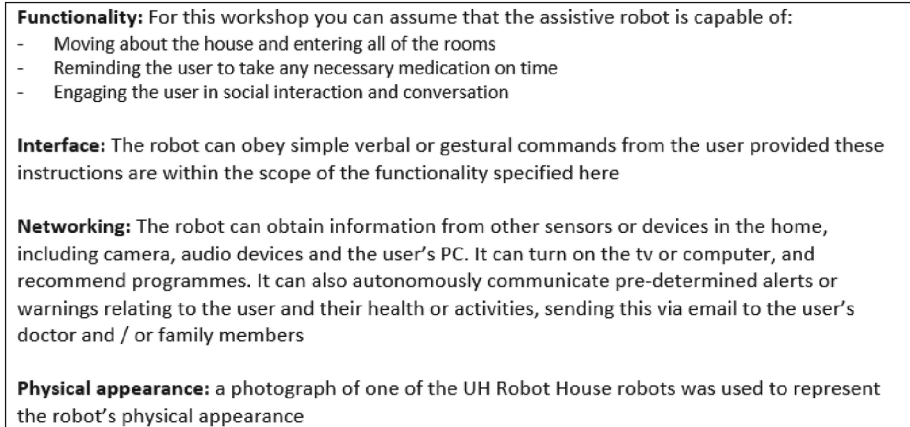 Functionality: For this workshop you can assume that the assistive robot is capable of:
- Moving about the house and entering all of the rooms
- Reminding the user to take any necessary medication on time
- Engaging the user in social interaction and conversation
Interface: The robot can obey simple verbal or gestural commands from the user provided these
instructions are within the scope of the functionality specified here
Networking: The robot can obtain information from other sensors or devices in the home,
including camera, audio devices and the user's PC. It can turn on the tv or computer, and
recommend programmes. It can also autonomously communicate pre-determined alerts or
warnings relating to the user and their health or activities, sending this via email to the user's
doctor and / or family members
Physical appearance: a photograph of one of the UH Robot House robots was used to represent
the robot's physical appearance